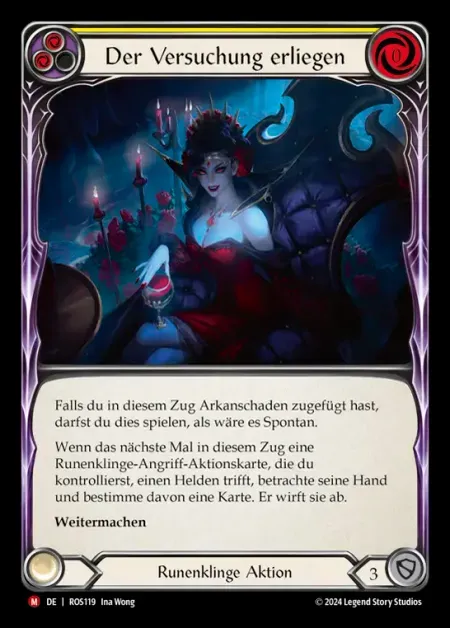 Der Versuchung erliegen
0
Falls du in diesem Zug Arkanschaden zugefügt hast,
darfst du dies spielen, als wäre es Spontan.
Wenn das nächste Mal in diesem Zug eine
Runenklinge-Angriff-Aktionskarte, die du
kontrollierst, einen Helden trifft, betrachte seine Hand
und bestimme davon eine Karte. Er wirft sie ab.
Weitermachen
Runenklinge Aktion
3
M DE | ROS119 Ina Wong
© 2024 Legend Story Studios